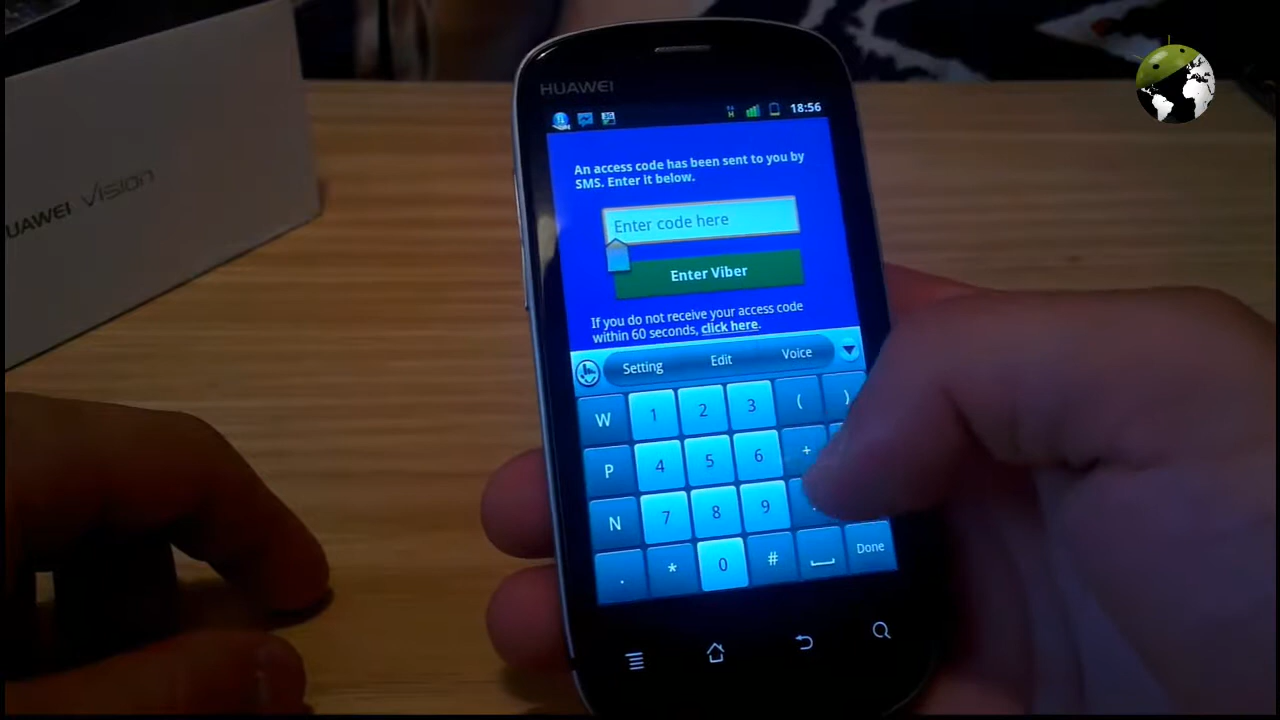 HUAWEI
18:56
An access code has been sent to you by
SMS. Enter it below.
Enter code here
Enter Viber
If you do not receive your access code
within 60 seconds, click here.
Setting Edit Voice
W 1 2 3 ( )
P 4 5 6 +
N 7 8 9
. * 0 # Done
UAWEI Vision